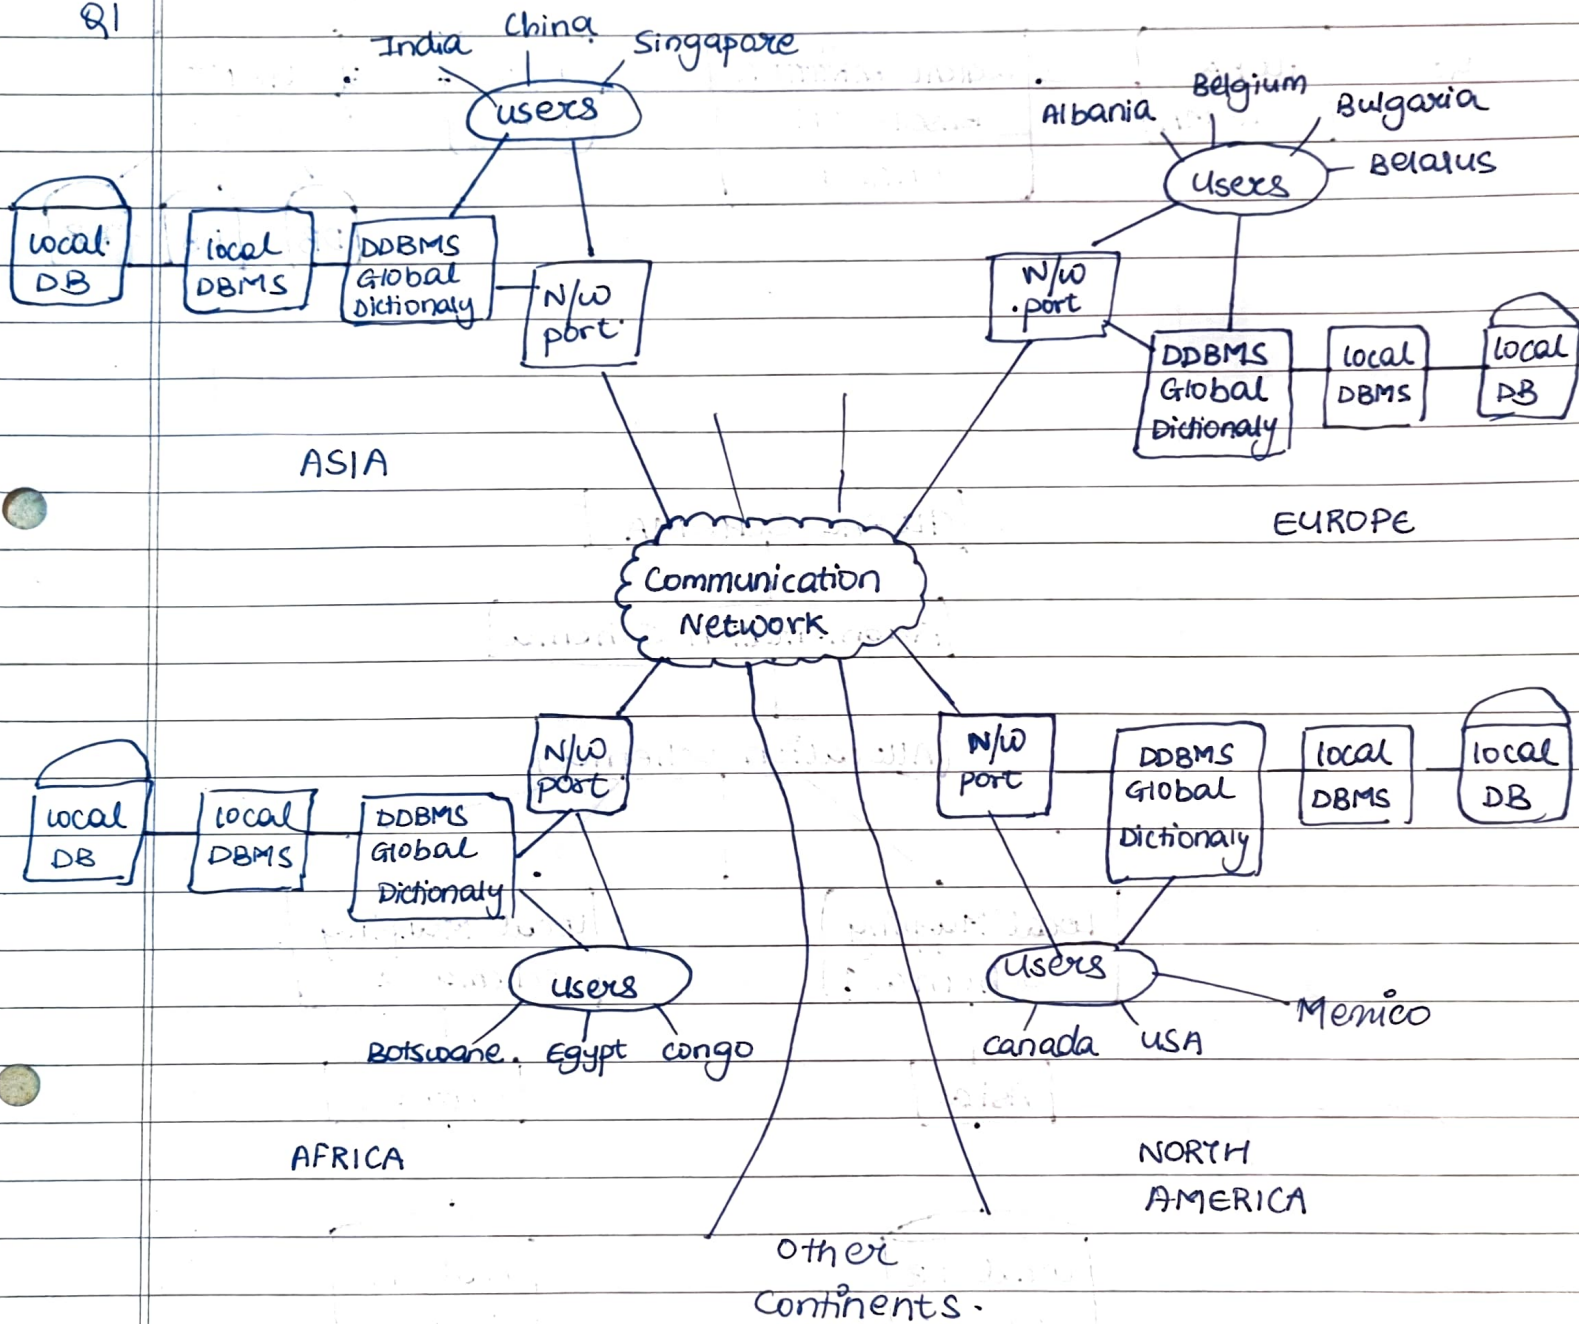 Q1
India
China
Singapore
users
Local
DB
local
DBMS
DDBMS
Global
Dictionary
N/W
port
ASIA
Albania
Belgium
Bulgaria
Belarus
users
N/W
port
DDBMS
Global
Dictionary
local
DBMS
local
DB
EUROPE
Communication
Network
N/W
port
Local
DB
Local
DBMS
DDBMS
Global
Dictionary
users
Botswane.
Egypt
Congo
AFRICA
N/W
port
DDBMS
Global
Dictionary
local
DBMS
local
DB
users
Canada
USA
Mexico
NORTH
AMERICA
Other
Continents.